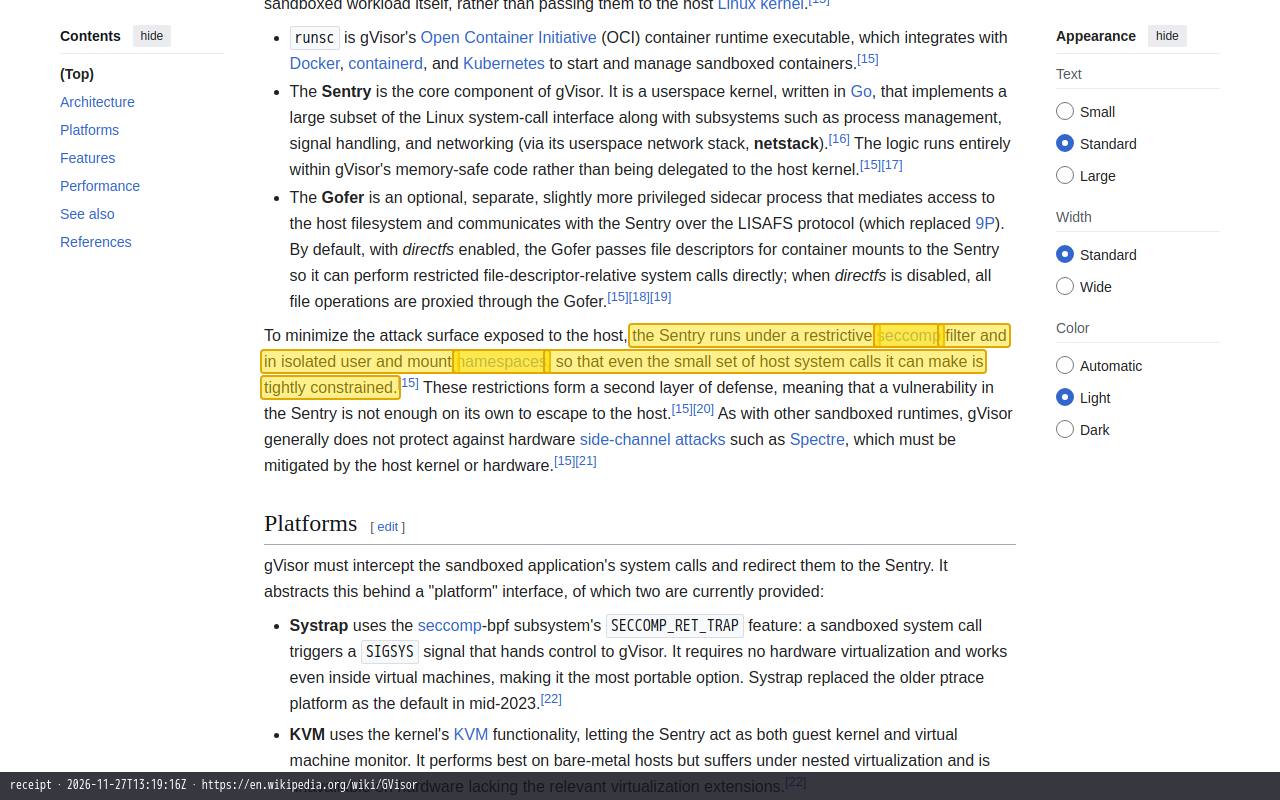 sandboxed workload itself, rather than passing them to the host Linux kernel.[15]
Contents hide
(Top)
Architecture
Platforms
Features
Performance
See also
References
runsc is gVisor's Open Container Initiative (OCI) container runtime executable, which integrates with
Docker, containerd, and Kubernetes to start and manage sandboxed containers.[15]
The Sentry is the core component of gVisor. It is a userspace kernel, written in Go, that implements a
large subset of the Linux system-call interface along with subsystems such as process management,
signal handling, and networking (via its userspace network stack, netstack).[16] The logic runs entirely
within gVisor's memory-safe code rather than being delegated to the host kernel.[15][17]
The Gofer is an optional, separate, slightly more privileged sidecar process that mediates access to
the host filesystem and communicates with the Sentry over the LISAFS protocol (which replaced 9P).
By default, with directfs enabled, the Gofer passes file descriptors for container mounts to the Sentry
so it can perform restricted file-descriptor-relative system calls directly; when directfs is disabled, all
file operations are proxied through the Gofer.[15][18][19]
To minimize the attack surface exposed to the host, the Sentry runs under a restrictive seccomp filter and
in isolated user and mount namespaces so that even the small set of host system calls it can make is
tightly constrained.[15] These restrictions form a second layer of defense, meaning that a vulnerability in
the Sentry is not enough on its own to escape to the host.[15][20] As with other sandboxed runtimes, gVisor
generally does not protect against hardware side-channel attacks such as Spectre, which must be
mitigated by the host kernel or hardware.[15][21]
Platforms [ edit ]
gVisor must intercept the sandboxed application's system calls and redirect them to the Sentry. It
abstracts this behind a "platform" interface, of which two are currently provided:
Systrap uses the seccomp-bpf subsystem's SECCOMP_RET_TRAP feature: a sandboxed system call
triggers a SIGSYS signal that hands control to gVisor. It requires no hardware virtualization and works
even inside virtual machines, making it the most portable option. Systrap replaced the older ptrace
platform as the default in mid-2023.[22]
KVM uses the kernel's KVM functionality, letting the Sentry act as both guest kernel and virtual
machine monitor. It performs best on bare-metal hosts but suffers under nested virtualization and is
hardware lacking the relevant virtualization extensions.[22]
Appearance hide
Text
Small
Standard
Large
Width
Standard
Wide
Color
Automatic
Light
Dark
receipt · 2026-11-27T13:19:16Z · https://en.wikipedia.org/wiki/GVisor